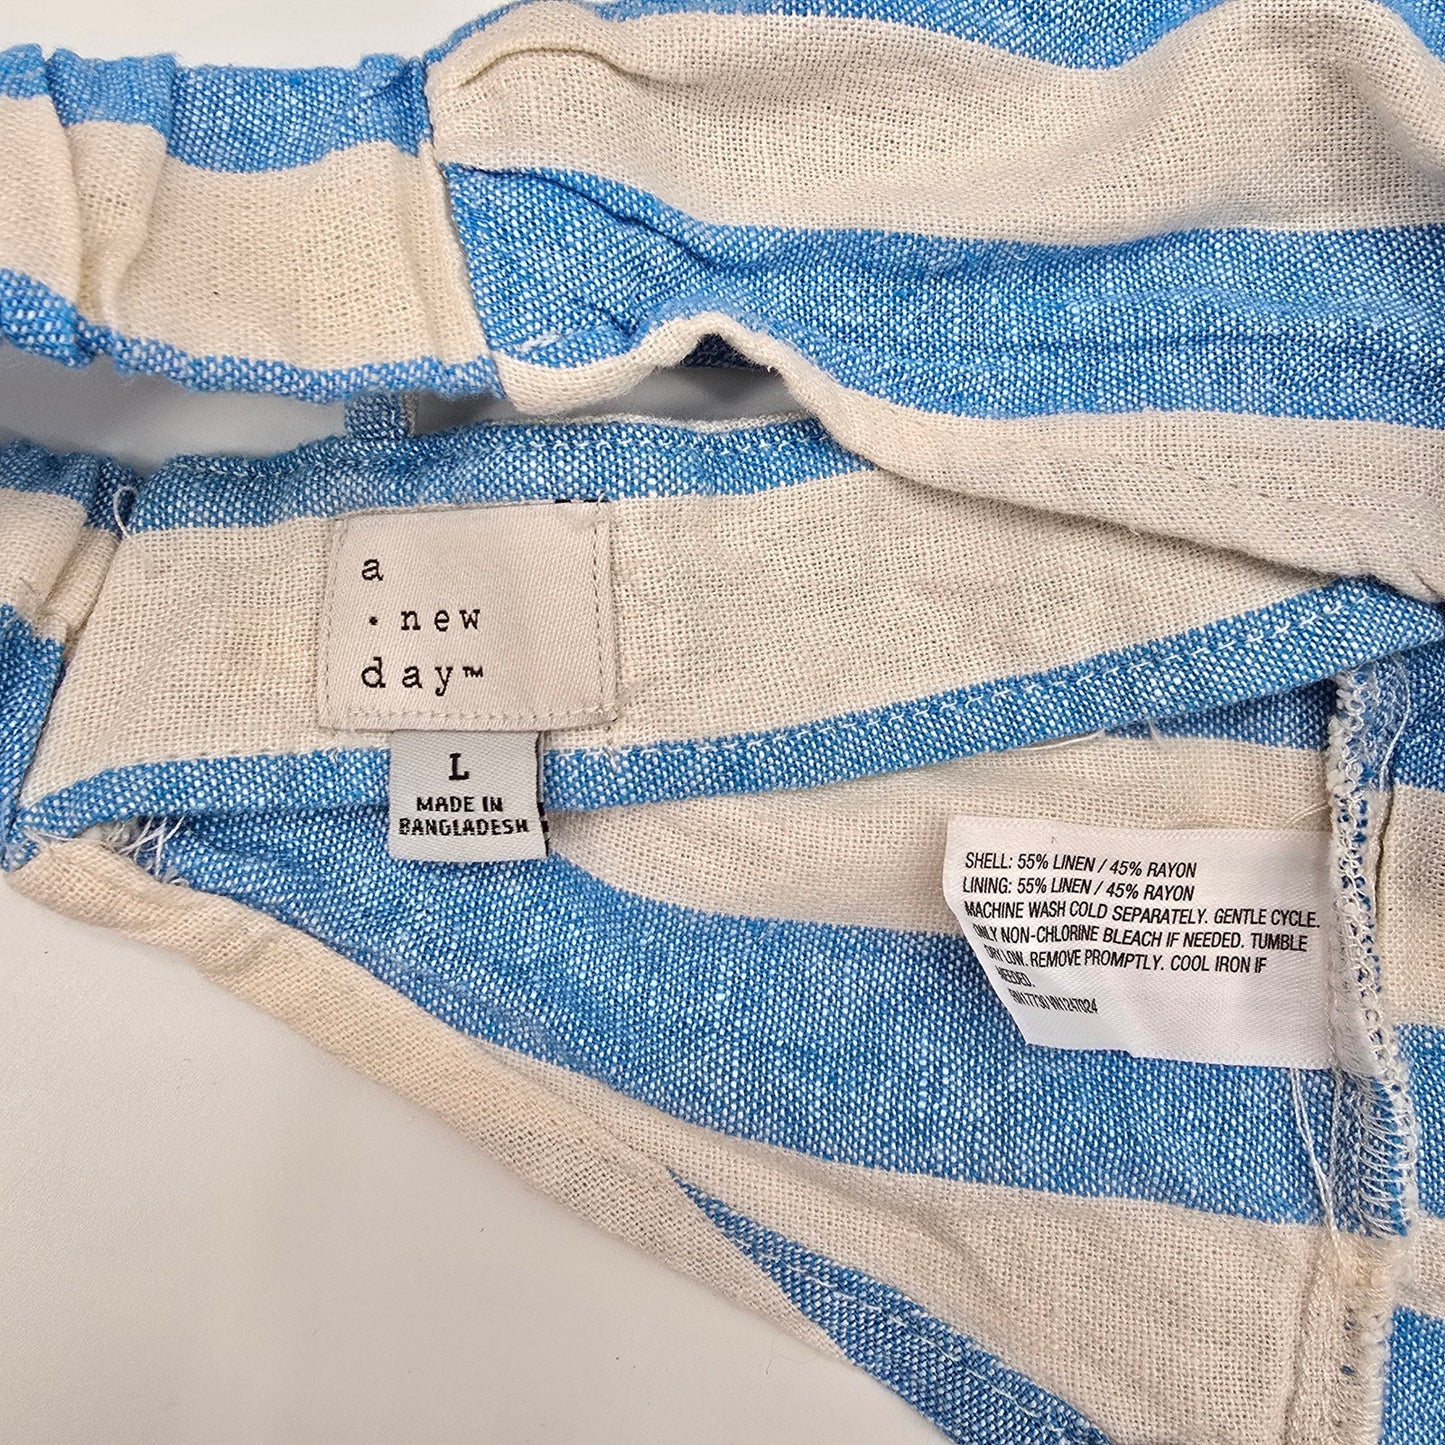 a
• new
day™
L
MADE IN
BANGLADESH
SHELL: 55% LINEN / 45% RAYON
LINING: 55% LINEN / 45% RAYON
MACHINE WASH COLD SEPARATELY. GENTLE CYCLE.
ONLY NON-CHLORINE BLEACH IF NEEDED. TUMBLE
DRY LOW. REMOVE PROMPTLY. COOL IRON IF
NEEDED.